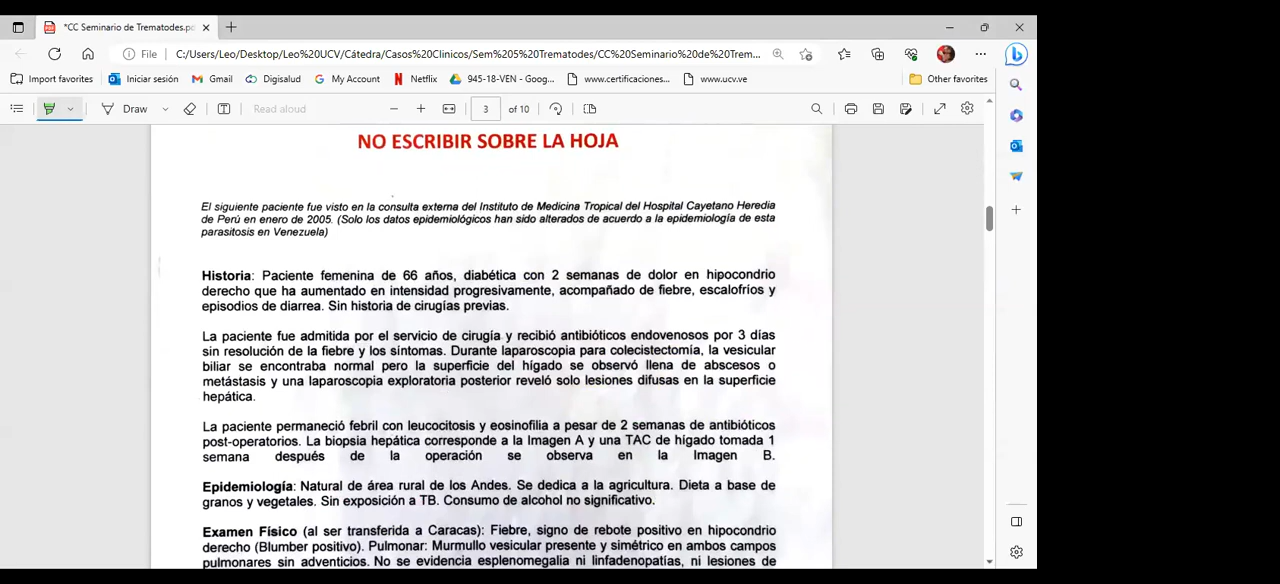 *CC Seminario de Trematodes.pd
File
C:/Users/Leo/Desktop/Leo%20UCV/Cátedra/Casos%20Clinicos/Sem%205%20Trematodes/CC%20Seminario%20de%20Trem...
Import favorites
Iniciar sesión
Gmail
Digisalud
My Account
Netflix
945-18-VEN - Goog...
www.certificaciones...
www.ucv.ve
Other favorites
Draw
Read aloud
3
of 10
NO ESCRIBIR SOBRE LA HOJA
El siguiente paciente fue visto en la consulta externa del Instituto de Medicina Tropical del Hospital Cayetano Heredia
de Perú en enero de 2005. (Solo los datos epidemiológicos han sido alterados de acuerdo a la epidemiología de esta
parasitosis en Venezuela)
Historia: Paciente femenina de 66 años, diabética con 2 semanas de dolor en hipocondrio
derecho que ha aumentado en intensidad progresivamente, acompañado de fiebre, escalofríos y
episodios de diarrea. Sin historia de cirugías previas.
La paciente fue admitida por el servicio de cirugía y recibió antibióticos endovenosos por 3 días
sin resolución de la fiebre y los síntomas. Durante laparoscopia para colecistectomía, la vesicular
biliar se encontraba normal pero la superficie del hígado se observó llena de abscesos o
metástasis y una laparoscopia exploratoria posterior reveló solo lesiones difusas en la superficie
hepática.
La paciente permaneció febril con leucocitosis y eosinofilia a pesar de 2 semanas de antibióticos
post-operatorios. La biopsia hepática corresponde a la Imagen A y una TAC de hígado tomada 1
semana después de la operación se observa en la Imagen B.
Epidemiología: Natural de área rural de los Andes. Se dedica a la agricultura. Dieta a base de
granos y vegetales. Sin exposición a TB. Consumo de alcohol no significativo.
Examen Físico (al ser transferida a Caracas): Fiebre, signo de rebote positivo en hipocondrio
derecho (Blumber positivo). Pulmonar: Murmullo vesicular presente y simétrico en ambos campos
pulmonares sin adventicios. No se evidencia esplenomegalia ni linfadenopatías, ni lesiones de